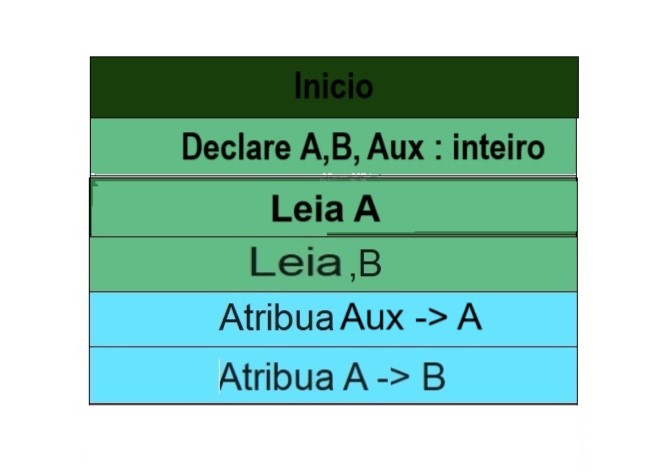 Inicio
Declare A,B, Aux : inteiro
Leia A
Leia ,B
Atribua Aux -> A
Atribua A -> B